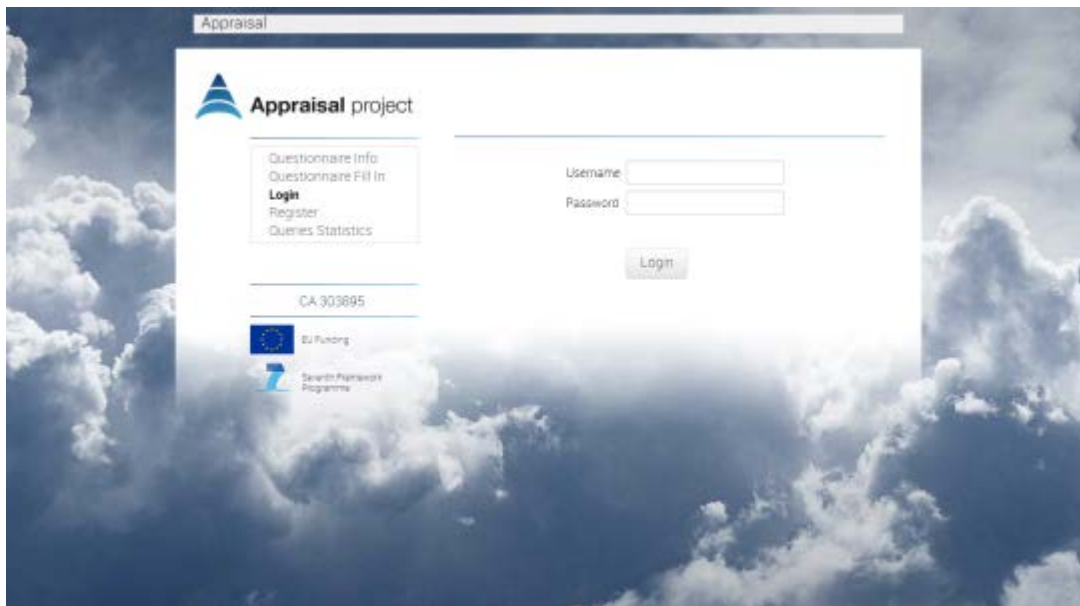 Appraisal
Appraisal project
Questionnaire Info
Questionnaire Fill In
Login
Register
Queries Statistics
Username
Password
Login
CA 303895
EU Funding
Seventh Framework
Programme